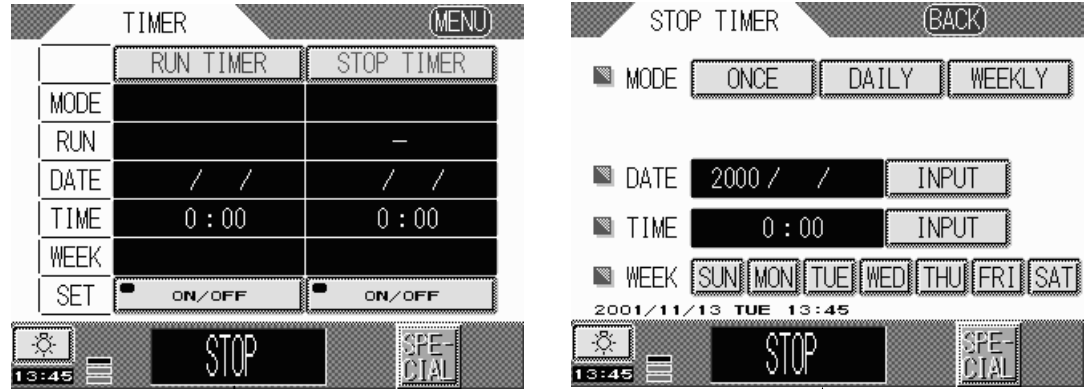 TIMER (MENU)
RUN TIMER STOP TIMER
MODE
RUN –
DATE / / / /
TIME 0:00 0:00
WEEK
SET ON/OFF ON/OFF
13:45 STOP SPE-CIAL
STOP TIMER (BACK)
MODE ONCE DAILY WEEKLY
DATE 2000/ / INPUT
TIME 0:00 INPUT
WEEK SUN MON TUE WED THU FRI SAT
2001/11/13 TUE 13:45
13:45 STOP SPE-CIAL